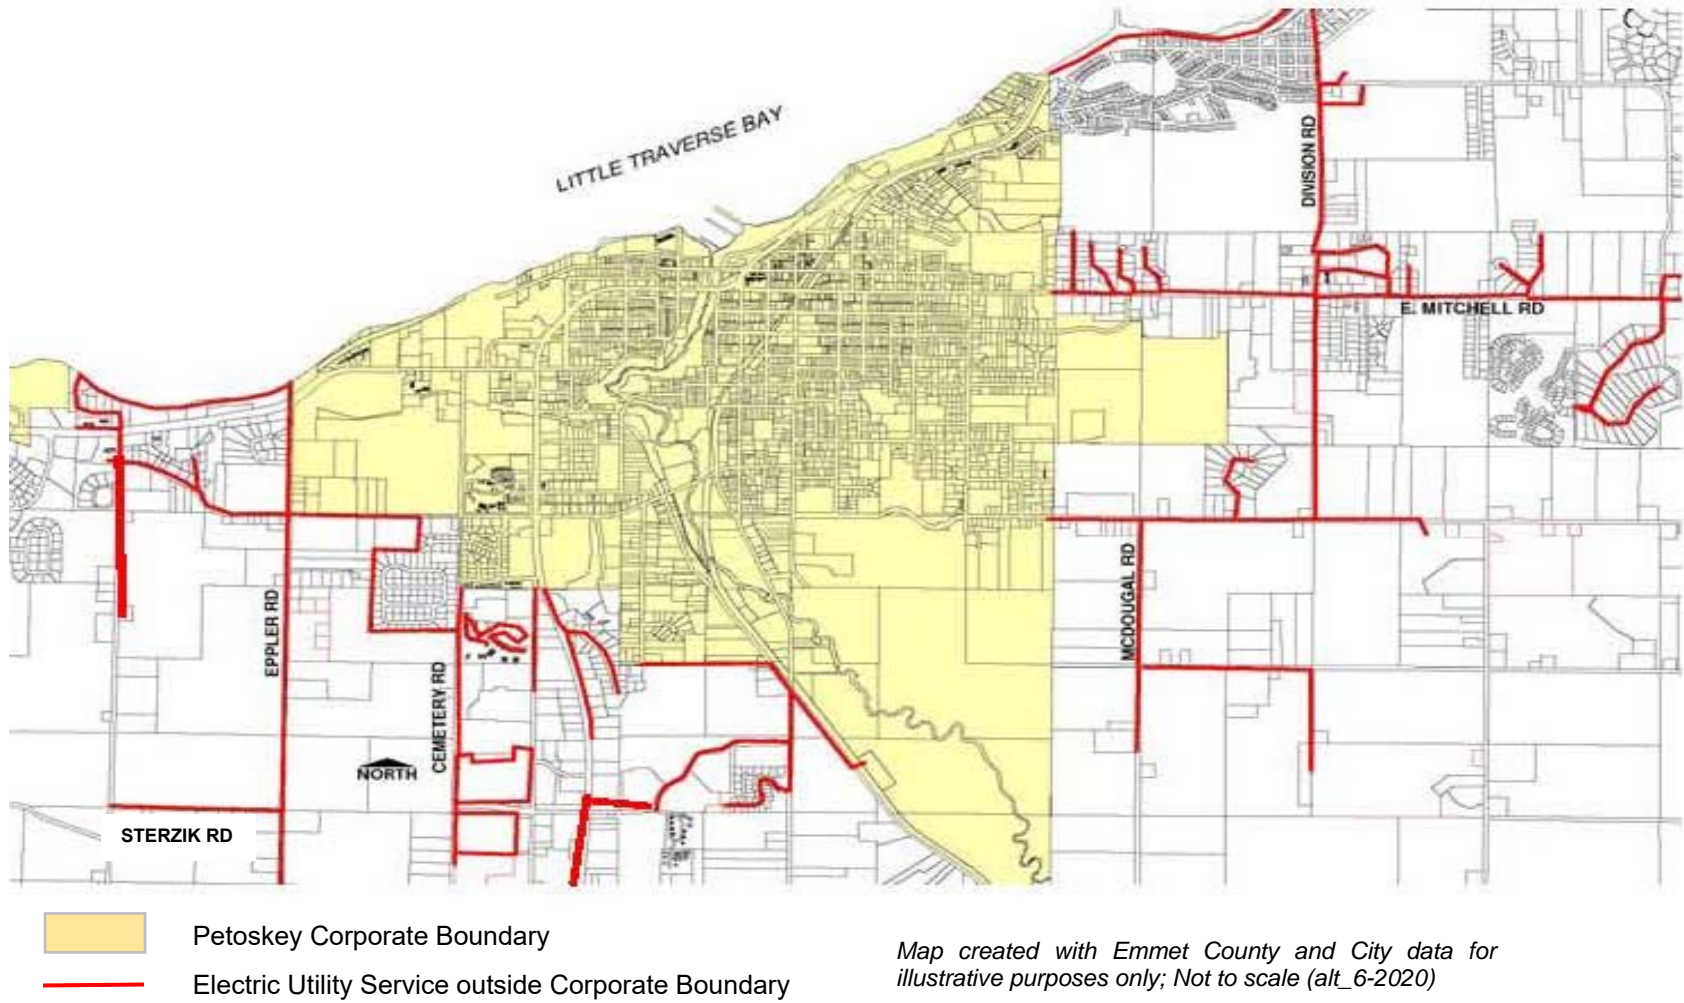 LITTLE TRAVERSE BAY
DIVISION RD
E. MITCHELL RD
MCDOUGAL RD
EPPLER RD
CEMETERY RD
NORTH
STERZIK RD
Petoskey Corporate Boundary
Electric Utility Service outside Corporate Boundary
Map created with Emmet County and City data for
illustrative purposes only; Not to scale (alt_6-2020)